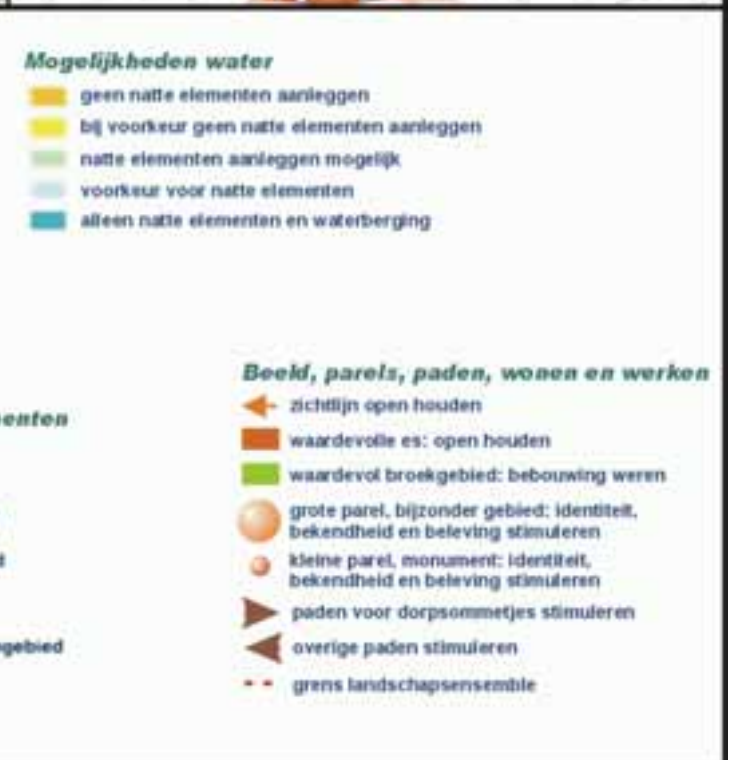 Mogelijkheden water
geen natte elementen aanleggen
bij voorkeur geen natte elementen aanleggen
natte elementen aanleggen mogelijk
voorkeur voor natte elementen
alleen natte elementen en waterberging
enten
gebied
Beeld, parels, paden, wonen en werken
zichtlijn open houden
waardevolle es: open houden
waardevol broekgebied: bebouwing weren
grote parel, bijzonder gebied: identiteit,
bekendheid en beleving stimuleren
kleine parel, monument: identiteit,
bekendheid en beleving stimuleren
paden voor dorpsommetjes stimuleren
overige paden stimuleren
grens landschapsensemble